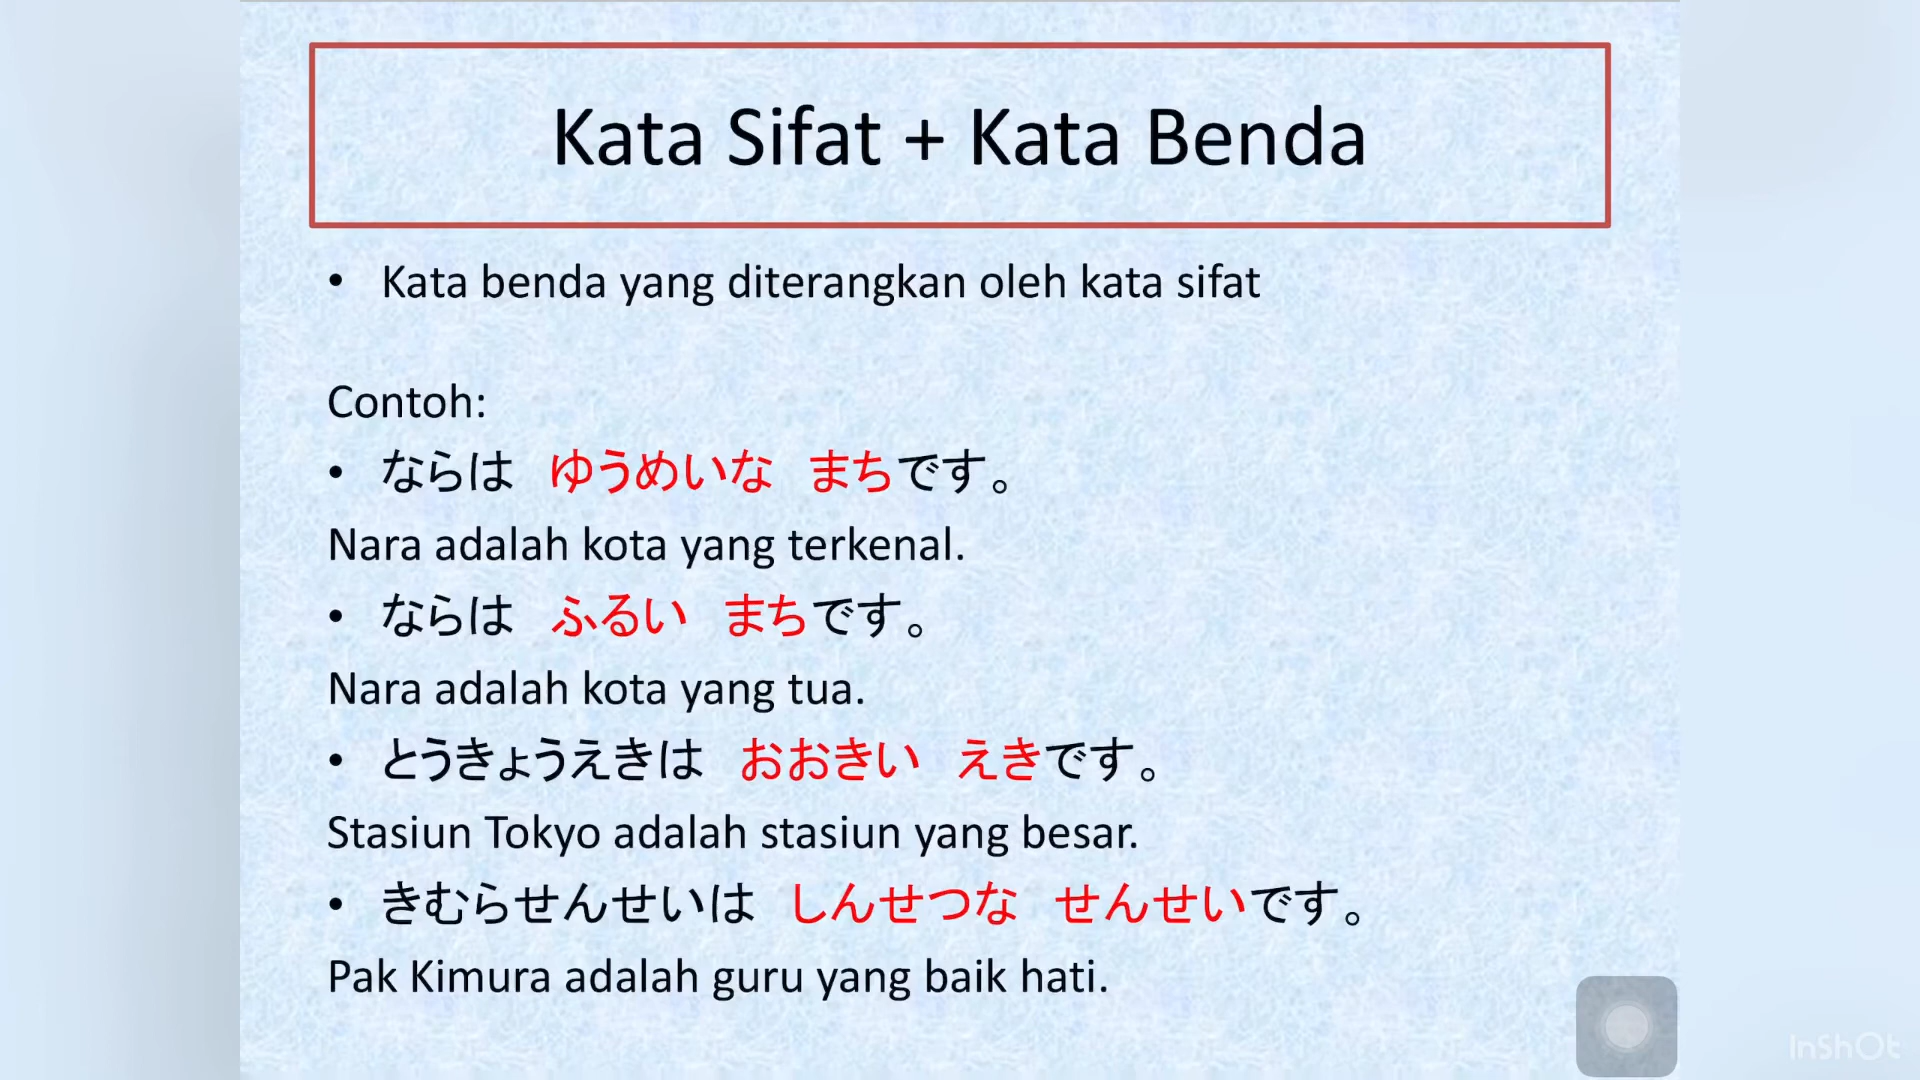 Kata Sifat + Kata Benda
• Kata benda yang diterangkan oleh kata sifat
Contoh:
• ならは　ゆうめいな　まちです。
Nara adalah kota yang terkenal.
• ならは　ふるい　まちです。
Nara adalah kota yang tua.
• とうきょうえきは　おおきい　えきです。
Stasiun Tokyo adalah stasiun yang besar.
• きむらせんせいは　しんせつな　せんせいです。
Pak Kimura adalah guru yang baik hati.
InShOt